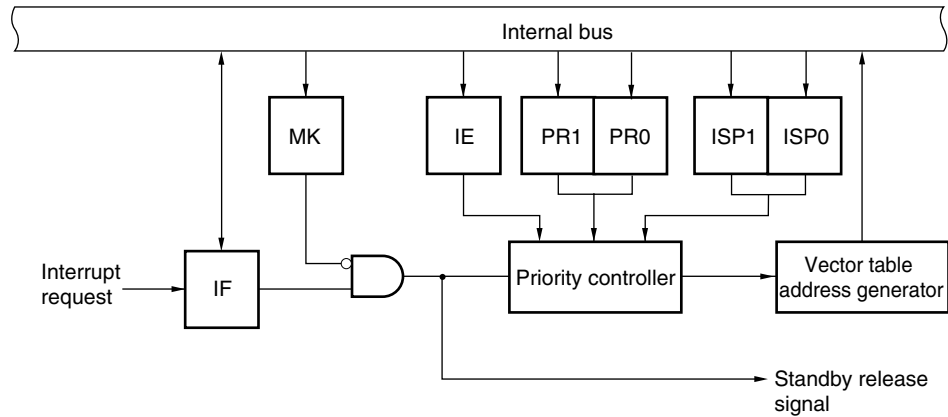 Internal bus
MK
IE
PR1
PR0
ISP1
ISP0
Interrupt
request
IF
Priority controller
Vector table
address generator
Standby release
signal